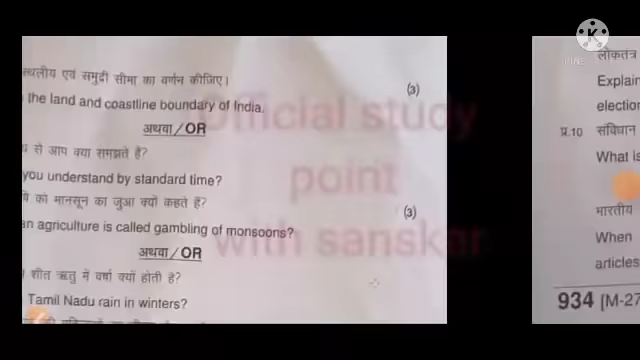 स्थलीय एवं समुद्री सीमा का वर्णन कीजिए। (3)
the land and coastline boundary of India.
अथवा/OR
से आप क्या समझते हैं?
you understand by standard time?
को मानसून का जुआ क्यों कहते हैं? (3)
an agriculture is called gambling of monsoons?
अथवा/OR
शीत ऋतु में वर्षा क्यों होती है?
Tamil Nadu rain in winters?
लोकतंत्र
Explain
election
प्र.10 संविधान
What is
भारतीय
When
articles
934 [M-27
Official study
point
with sanskar
K